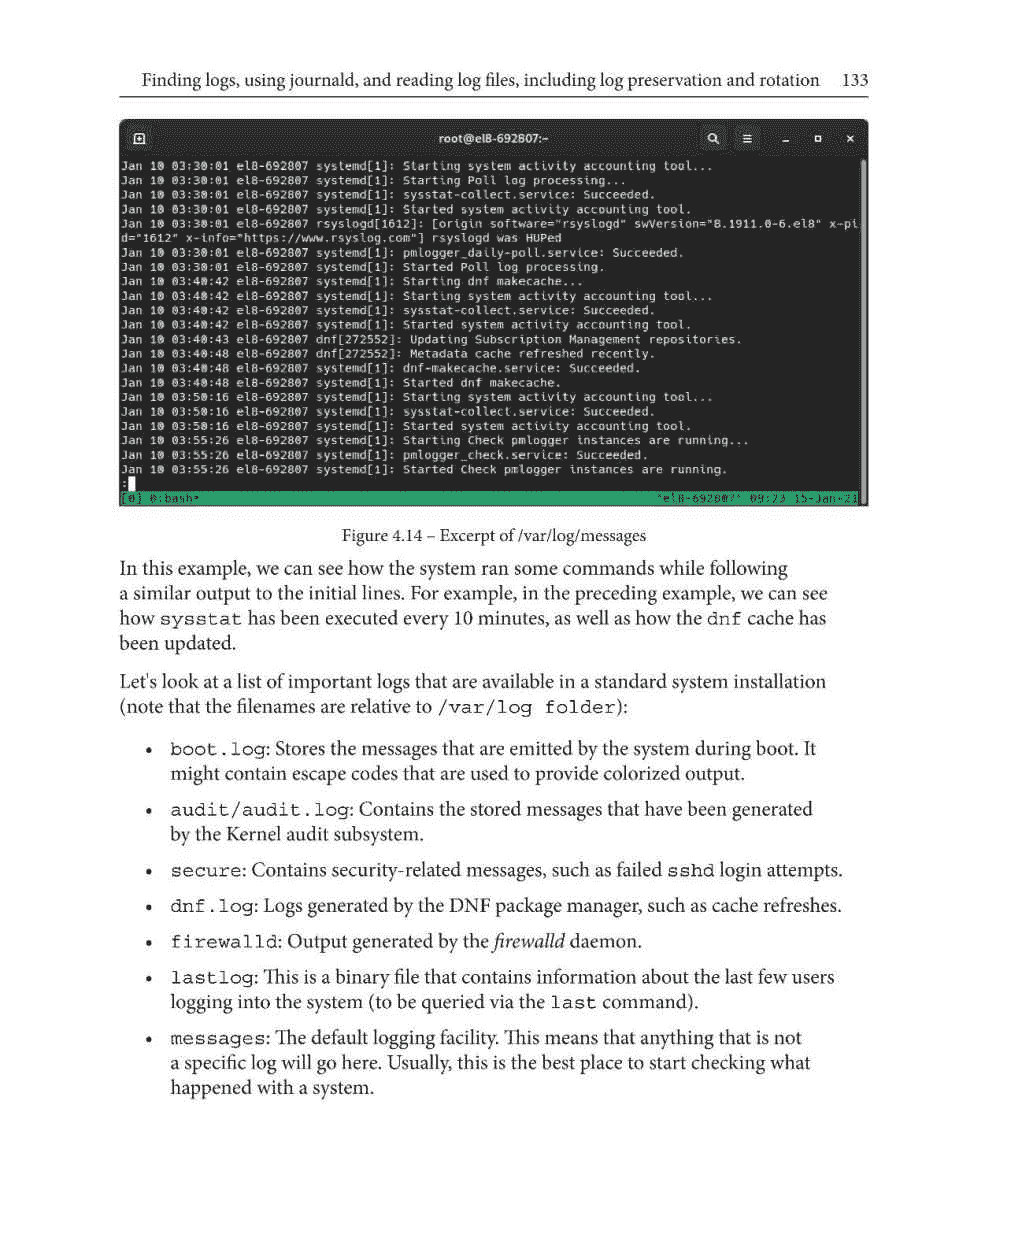 Finding logs, using journald, and reading log files, including log preservation and rotation 133
root@el8-692807:~
Jan 10 03:30:01 el8-692807 systemd[1]: Starting system activity accounting tool...
Jan 10 03:30:01 el8-692807 systemd[1]: Starting Poll log processing...
Jan 10 03:30:01 el8-692807 systemd[1]: sysstat-collect.service: Succeeded.
Jan 10 03:30:01 el8-692807 systemd[1]: Started system activity accounting tool.
Jan 10 03:30:01 el8-692807 rsyslogd[1612]: [origin software="rsyslogd" swVersion="8.1911.0-6.el8" x-pi
d="1612" x-info="https://www.rsyslog.com"] rsyslogd was HUPed
Jan 10 03:30:01 el8-692807 systemd[1]: pmlogger_daily-poll.service: Succeeded.
Jan 10 03:30:01 el8-692807 systemd[1]: Started Poll log processing.
Jan 10 03:40:42 el8-692807 systemd[1]: Starting dnf makecache...
Jan 10 03:40:42 el8-692807 systemd[1]: Starting system activity accounting tool...
Jan 10 03:40:42 el8-692807 systemd[1]: sysstat-collect.service: Succeeded.
Jan 10 03:40:42 el8-692807 systemd[1]: Started system activity accounting tool.
Jan 10 03:40:43 el8-692807 dnf[272552]: Updating Subscription Management repositories.
Jan 10 03:40:48 el8-692807 dnf[272552]: Metadata cache refreshed recently.
Jan 10 03:40:48 el8-692807 systemd[1]: dnf-makecache.service: Succeeded.
Jan 10 03:40:48 el8-692807 systemd[1]: Started dnf makecache.
Jan 10 03:50:16 el8-692807 systemd[1]: Starting system activity accounting tool...
Jan 10 03:50:16 el8-692807 systemd[1]: sysstat-collect.service: Succeeded.
Jan 10 03:50:16 el8-692807 systemd[1]: Started system activity accounting tool.
Jan 10 03:55:26 el8-692807 systemd[1]: Starting Check pmlogger instances are running...
Jan 10 03:55:26 el8-692807 systemd[1]: pmlogger_check.service: Succeeded.
Jan 10 03:55:26 el8-692807 systemd[1]: Started Check pmlogger instances are running.
:
[0] 0:bash* "el8-692807" 09:23 15-Jan-21
Figure 4.14 – Excerpt of /var/log/messages
In this example, we can see how the system ran some commands while following
a similar output to the initial lines. For example, in the preceding example, we can see
how sysstat has been executed every 10 minutes, as well as how the dnf cache has
been updated.
Let's look at a list of important logs that are available in a standard system installation
(note that the filenames are relative to /var/log folder):
• boot.log: Stores the messages that are emitted by the system during boot. It
might contain escape codes that are used to provide colorized output.
• audit/audit.log: Contains the stored messages that have been generated
by the Kernel audit subsystem.
• secure: Contains security-related messages, such as failed sshd login attempts.
• dnf.log: Logs generated by the DNF package manager, such as cache refreshes.
• firewalld: Output generated by the firewalld daemon.
• lastlog: This is a binary file that contains information about the last few users
logging into the system (to be queried via the last command).
• messages: The default logging facility. This means that anything that is not
a specific log will go here. Usually, this is the best place to start checking what
happened with a system.